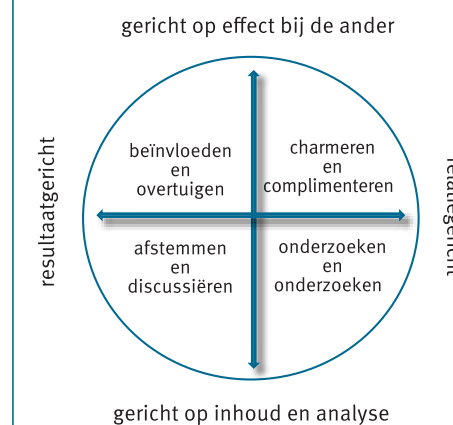 gericht op effect bij de ander
resultaatgericht
beïnvloeden
en
overtuigen
charmeren
en
complimenteren
afstemmen
en
discussiëren
onderzoeken
en
onderzoeken
gericht op inhoud en analyse